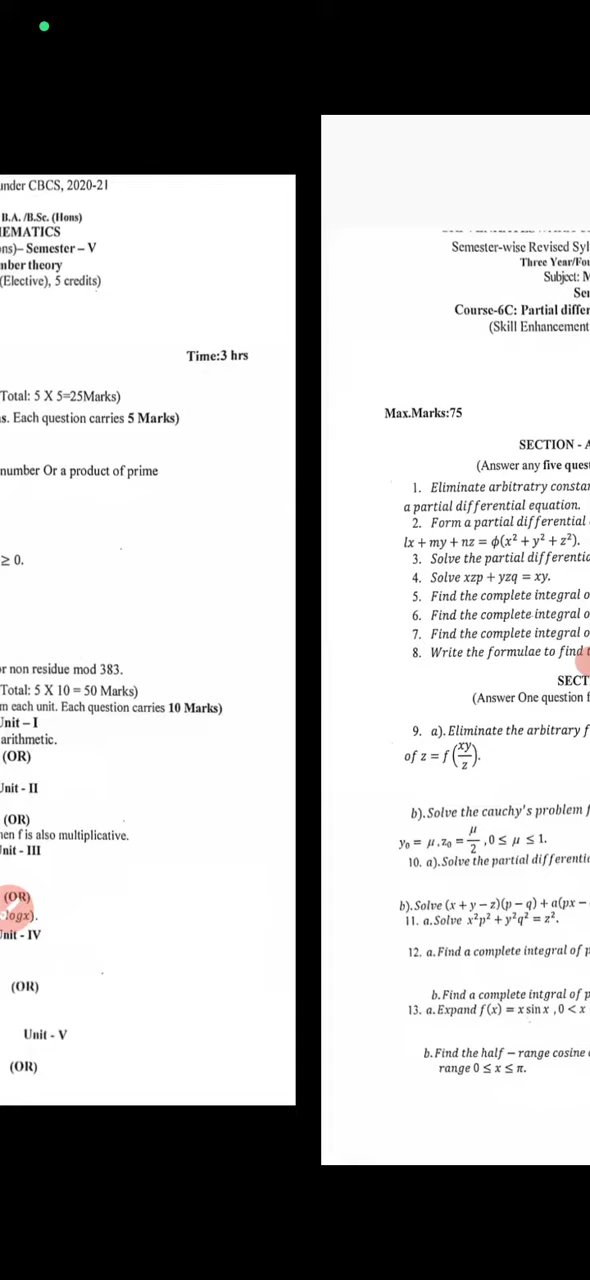 under CBCS, 2020-21
B.A. /B.Sc. (Hons)
EMATICS
ns)– Semester – V
nber theory
(Elective), 5 credits)
Time:3 hrs
Total: 5 X 5=25Marks)
s. Each question carries 5 Marks)
number Or a product of prime
≥ 0.
or non residue mod 383.
Total: 5 X 10 = 50 Marks)
m each unit. Each question carries 10 Marks)
Unit – I
arithmetic.
(OR)
Unit - II
(OR)
hen f is also multiplicative.
Unit - III
(OR)
logx).
Unit - IV
(OR)
Unit - V
(OR)
Semester-wise Revised Syl
Three Year/Fou
Subject: M
Ser
Course-6C: Partial differ
(Skill Enhancement
Max.Marks:75
SECTION - A
(Answer any five quest
1. Eliminate arbitratry constan
a partial differential equation.
2. Form a partial differential
lx + my + nz = ϕ(x² + y² + z²).
3. Solve the partial differentia
4. Solve xzp + yzq = xy.
5. Find the complete integral o
6. Find the complete integral o
7. Find the complete integral o
8. Write the formulae to find t
SECT
(Answer One question f
9. a). Eliminate the arbitrary f
of z = f(xy/z).
b). Solve the cauchy's problem f
y₀ = μ, z₀ = μ/2, 0 ≤ μ ≤ 1.
10. a). Solve the partial differentia
b). Solve (x + y − z)(p − q) + a(px −
11. a. Solve x²p² + y²q² = z².
12. a. Find a complete integral of p
b. Find a complete intgral of p
13. a. Expand f(x) = x sin x , 0 < x
b. Find the half − range cosine
range 0 ≤ x ≤ π.